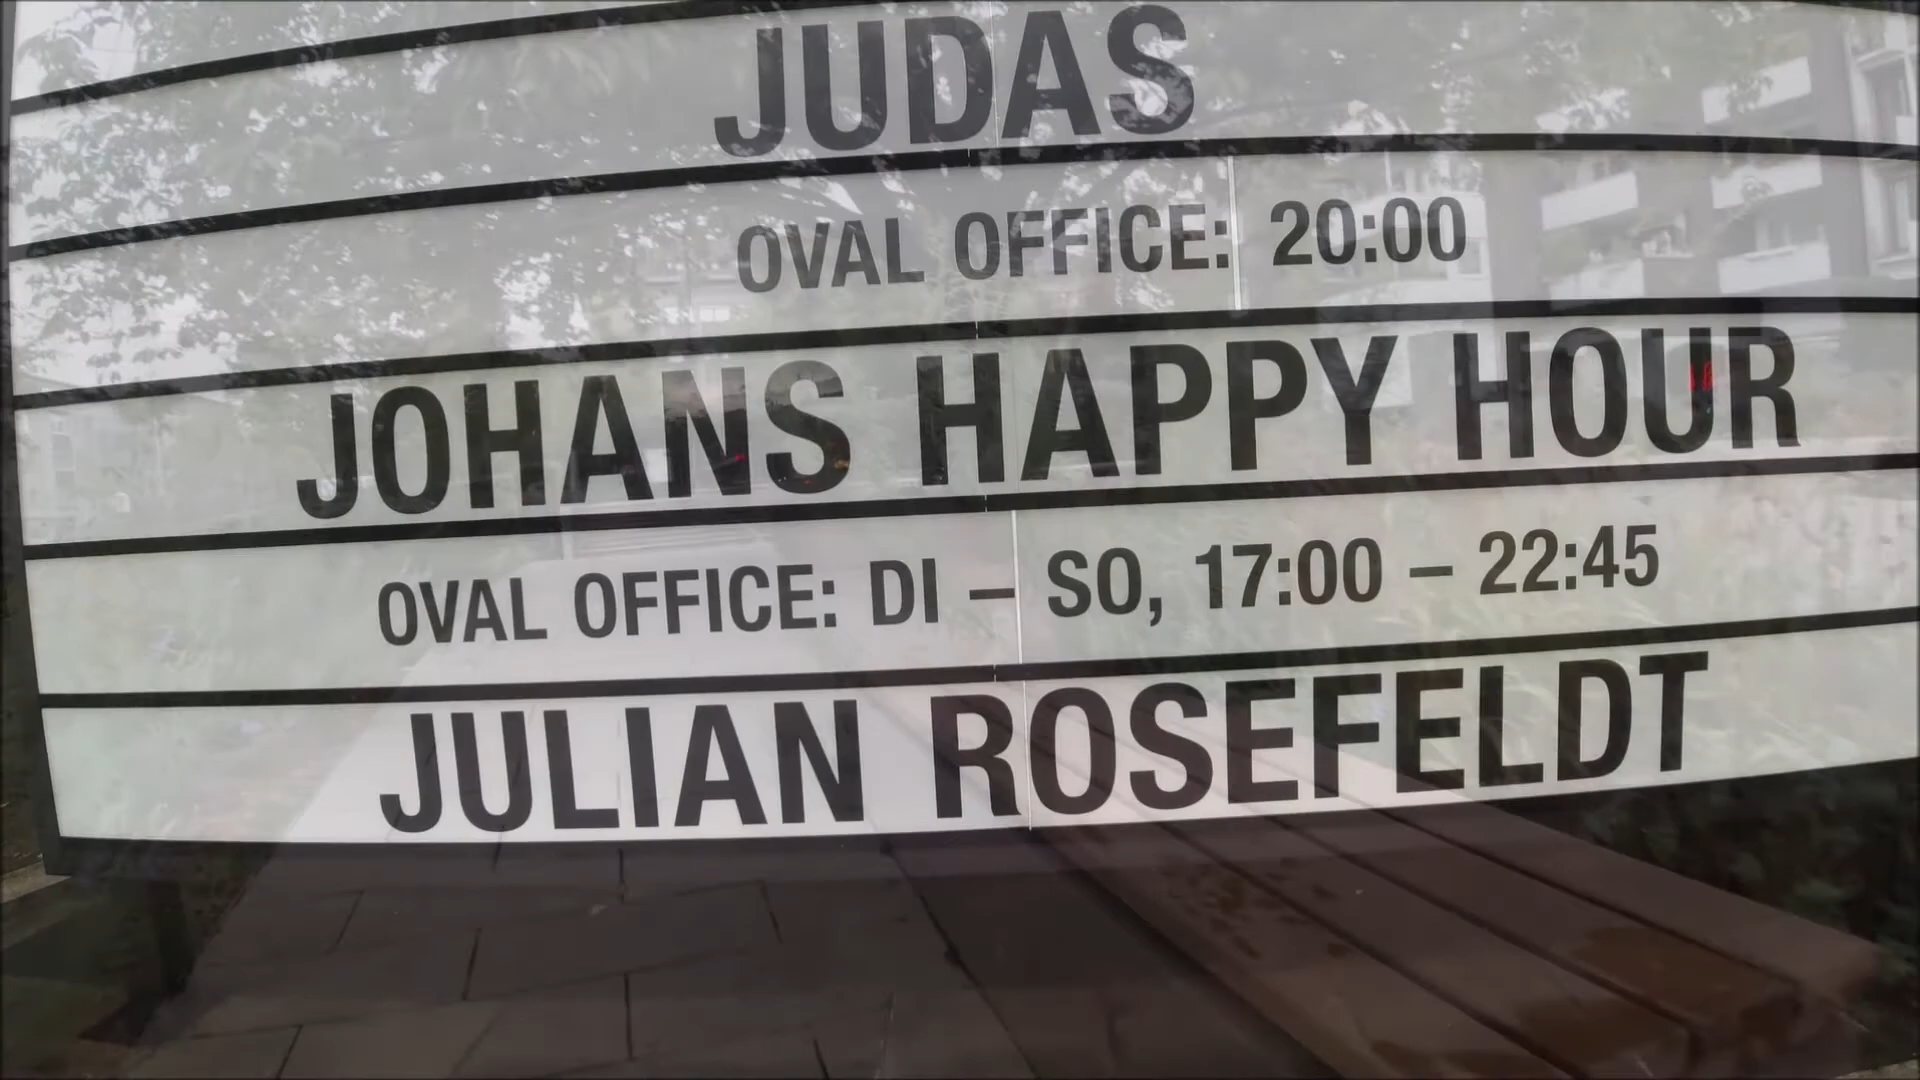 JUDAS
OVAL OFFICE: 20:00
JOHANS HAPPY HOUR
OVAL OFFICE: DI – SO, 17:00 – 22:45
JULIAN ROSEFELDT